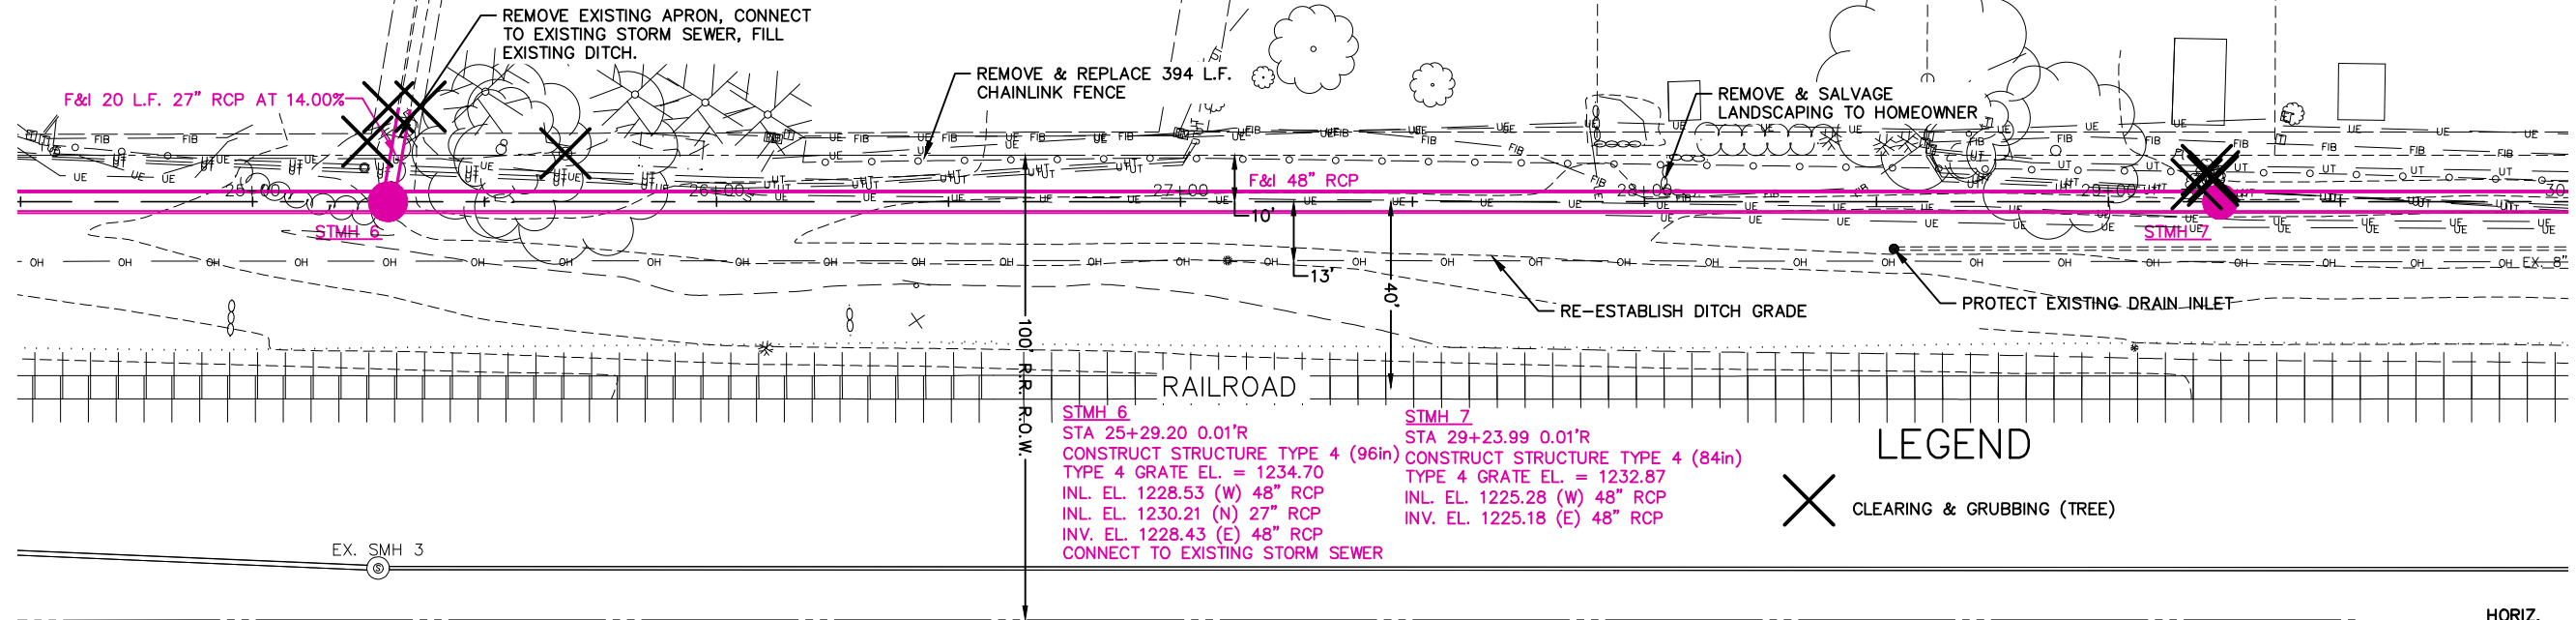 REMOVE EXISTING APRON, CONNECT
TO EXISTING STORM SEWER, FILL
EXISTING DITCH.
F&I 20 L.F. 27" RCP AT 14.00%
REMOVE & REPLACE 394 L.F.
CHAINLINK FENCE
REMOVE & SALVAGE
LANDSCAPING TO HOMEOWNER
25+00
26+00
27+00
28+00
29+00
30
F&I 48" RCP
10'
13'
40'
STMH 6
STMH 7
EX. 8"
RE-ESTABLISH DITCH GRADE
PROTECT EXISTING DRAIN INLET
100' R.R. R.O.W.
RAILROAD
STMH 6
STA 25+29.20 0.01'R
CONSTRUCT STRUCTURE TYPE 4 (96in)
TYPE 4 GRATE EL. = 1234.70
INL. EL. 1228.53 (W) 48" RCP
INL. EL. 1230.21 (N) 27" RCP
INV. EL. 1228.43 (E) 48" RCP
CONNECT TO EXISTING STORM SEWER
STMH 7
STA 29+23.99 0.01'R
CONSTRUCT STRUCTURE TYPE 4 (84in)
TYPE 4 GRATE EL. = 1232.87
INL. EL. 1225.28 (W) 48" RCP
INV. EL. 1225.18 (E) 48" RCP
LEGEND
CLEARING & GRUBBING (TREE)
EX. SMH 3
HORIZ.